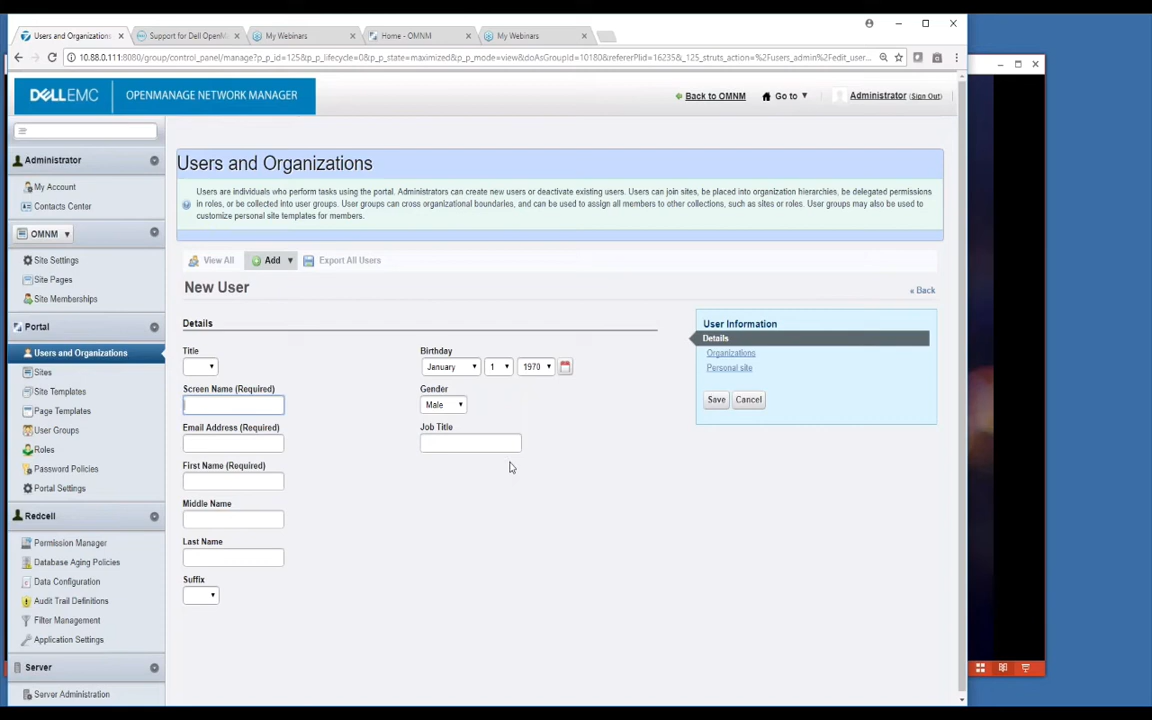 Users and Organizations
Support for Dell OpenM
My Webinars
Home - OMNM
My Webinars
10.88.0.111:8080/group/control_panel/manage?p_p_id=125&p_p_lifecycle=0&p_p_state=maximized&p_p_mode=view&doAsGroupId=10180&refererPlid=16235&_125_struts_action=%2Fusers_admin%2Fedit_user...
DELLEMC
OPENMANAGE NETWORK MANAGER
Back to OMNM
Go to
Administrator (Sign Out)
Administrator
My Account
Contacts Center
OMNM
Site Settings
Site Pages
Site Memberships
Portal
Users and Organizations
Sites
Site Templates
Page Templates
User Groups
Roles
Password Policies
Portal Settings
Redcell
Permission Manager
Database Aging Policies
Data Configuration
Audit Trail Definitions
Filter Management
Application Settings
Server
Server Administration
Users and Organizations
Users are individuals who perform tasks using the portal. Administrators can create new users or deactivate existing users. Users can join sites, be placed into organization hierarchies, be delegated permissions
in roles, or be collected into user groups. User groups can cross organizational boundaries, and can be used to assign all members to other collections, such as sites or roles. User groups may also be used to
customize personal site templates for members.
View All
Add
Export All Users
New User
« Back
Details
Title
Screen Name (Required)
Email Address (Required)
First Name (Required)
Middle Name
Last Name
Suffix
Birthday
January
1
1970
Gender
Male
Job Title
User Information
Details
Organizations
Personal site
Save
Cancel